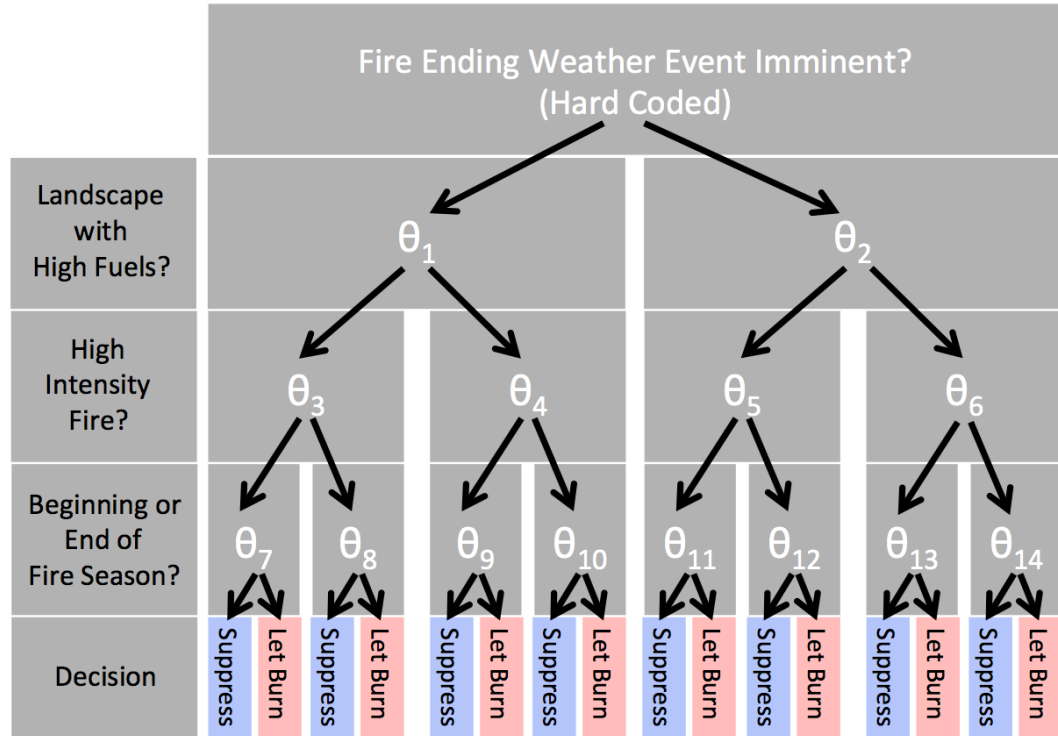 Fire Ending Weather Event Imminent?
(Hard Coded)
Landscape
with
High Fuels?
θ1
θ2
High
Intensity
Fire?
θ3
θ4
θ5
θ6
Beginning or
End of
Fire Season?
θ7
θ8
θ9
θ10
θ11
θ12
θ13
θ14
Decision
Suppress
Let Burn
Suppress
Let Burn
Suppress
Let Burn
Suppress
Let Burn
Suppress
Let Burn
Suppress
Let Burn
Suppress
Let Burn
Suppress
Let Burn